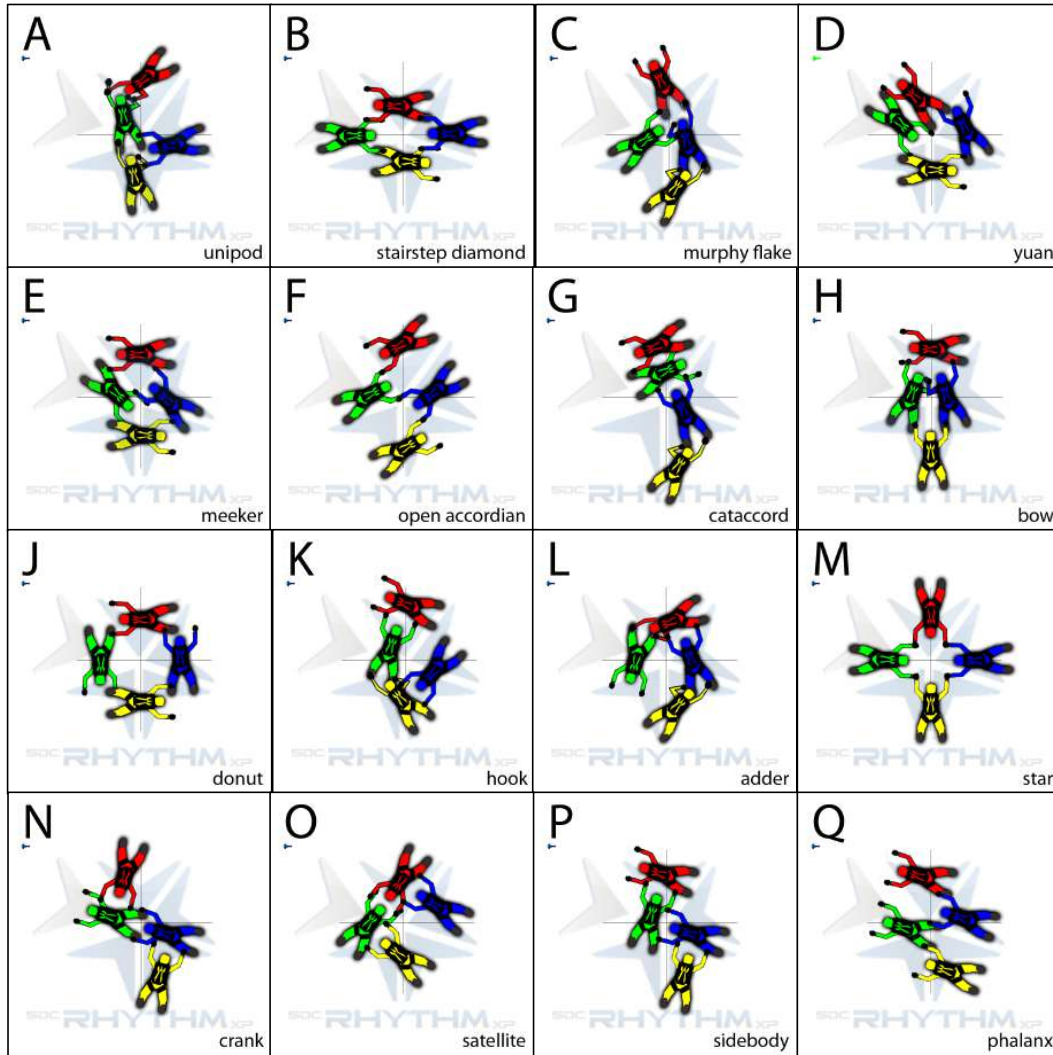 A
B
C
D
SDC RHYTHM XP
SDC RHYTHM XP
SDC RHYTHM XP
SDC RHYTHM XP
unipod
stairstep diamond
murphy flake
yuan
E
F
G
H
SDC RHYTHM XP
SDC RHYTHM XP
SDC RHYTHM XP
SDC RHYTHM XP
meeker
open accordian
cataccord
bow
J
K
L
M
SDC RHYTHM XP
SDC RHYTHM XP
SDC RHYTHM XP
SDC RHYTHM XP
donut
hook
adder
star
N
O
P
Q
SDC RHYTHM XP
SDC RHYTHM XP
SDC RHYTHM XP
SDC RHYTHM XP
crank
satellite
sidebody
phalanx